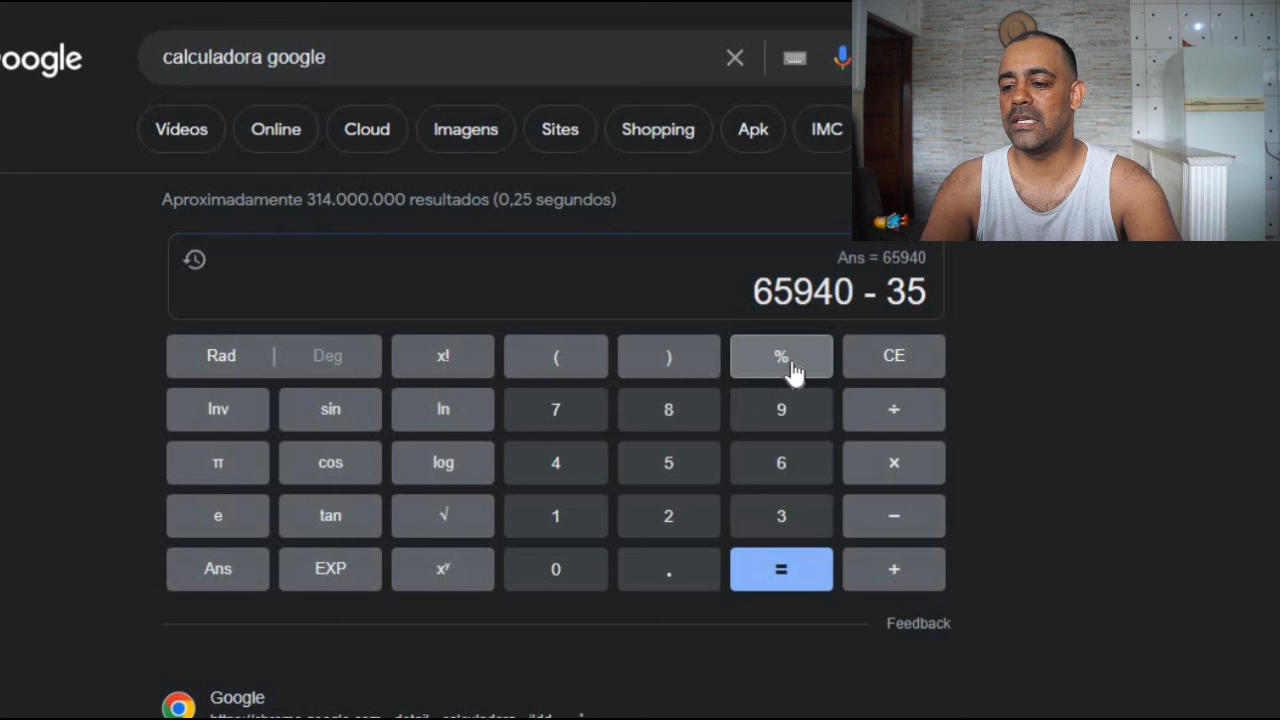 oogle
calculadora google
Vídeos Online Cloud Imagens Sites Shopping Apk IMC
Aproximadamente 314.000.000 resultados (0,25 segundos)
Ans = 65940
65940 - 35
Rad | Deg x! ( ) % CE
Inv sin ln 7 8 9 ÷
π cos log 4 5 6 ×
e tan √ 1 2 3 −
Ans EXP xʸ 0 . = +
Feedback
Google